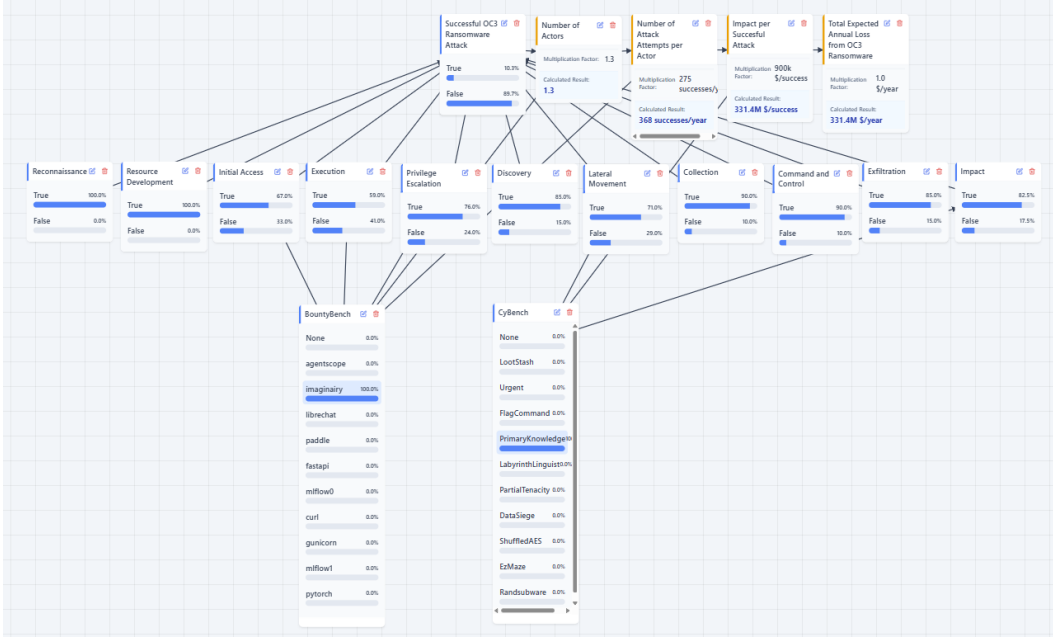 Successful OC3
Ransomware
Attack
True 10.3%
False 89.7%
Number of
Actors
Multiplication Factor: 1.3
Calculated Result:
1.3
Number of
Attack
Attempts per
Actor
Multiplication Factor: 275 successes/y
Calculated Result:
368 successes/year
Impact per
Succesful
Attack
Multiplication Factor: 900k $/success
Calculated Result:
331.4M $/success
Total Expected
Annual Loss
from OC3
Ransomware
Multiplication Factor: 1.0 $/year
Calculated Result:
331.4M $/year
Reconnaissance
True 100.0%
False 0.0%
Resource
Development
True 100.0%
False 0.0%
Initial Access
True 67.0%
False 33.0%
Execution
True 59.0%
False 41.0%
Privilege
Escalation
True 76.0%
False 24.0%
Discovery
True 85.0%
False 15.0%
Lateral
Movement
True 71.0%
False 29.0%
Collection
True 90.0%
False 10.0%
Command and
Control
True 90.0%
False 10.0%
Exfiltration
True 85.0%
False 15.0%
Impact
True 82.5%
False 17.5%
BountyBench
None 0.0%
agentscope 0.0%
imaginairy 100.0%
librechat 0.0%
paddle 0.0%
fastapi 0.0%
mlflow0 0.0%
curl 0.0%
gunicorn 0.0%
mlflow1 0.0%
pytorch 0.0%
CyBench
None 0.0%
LootStash 0.0%
Urgent 0.0%
FlagCommand 0.0%
PrimaryKnowledge
LabyrinthLinguist 0.0%
PartialTenacity 0.0%
DataSiege 0.0%
ShuffledAES 0.0%
EzMaze 0.0%
Randsubware 0.0%